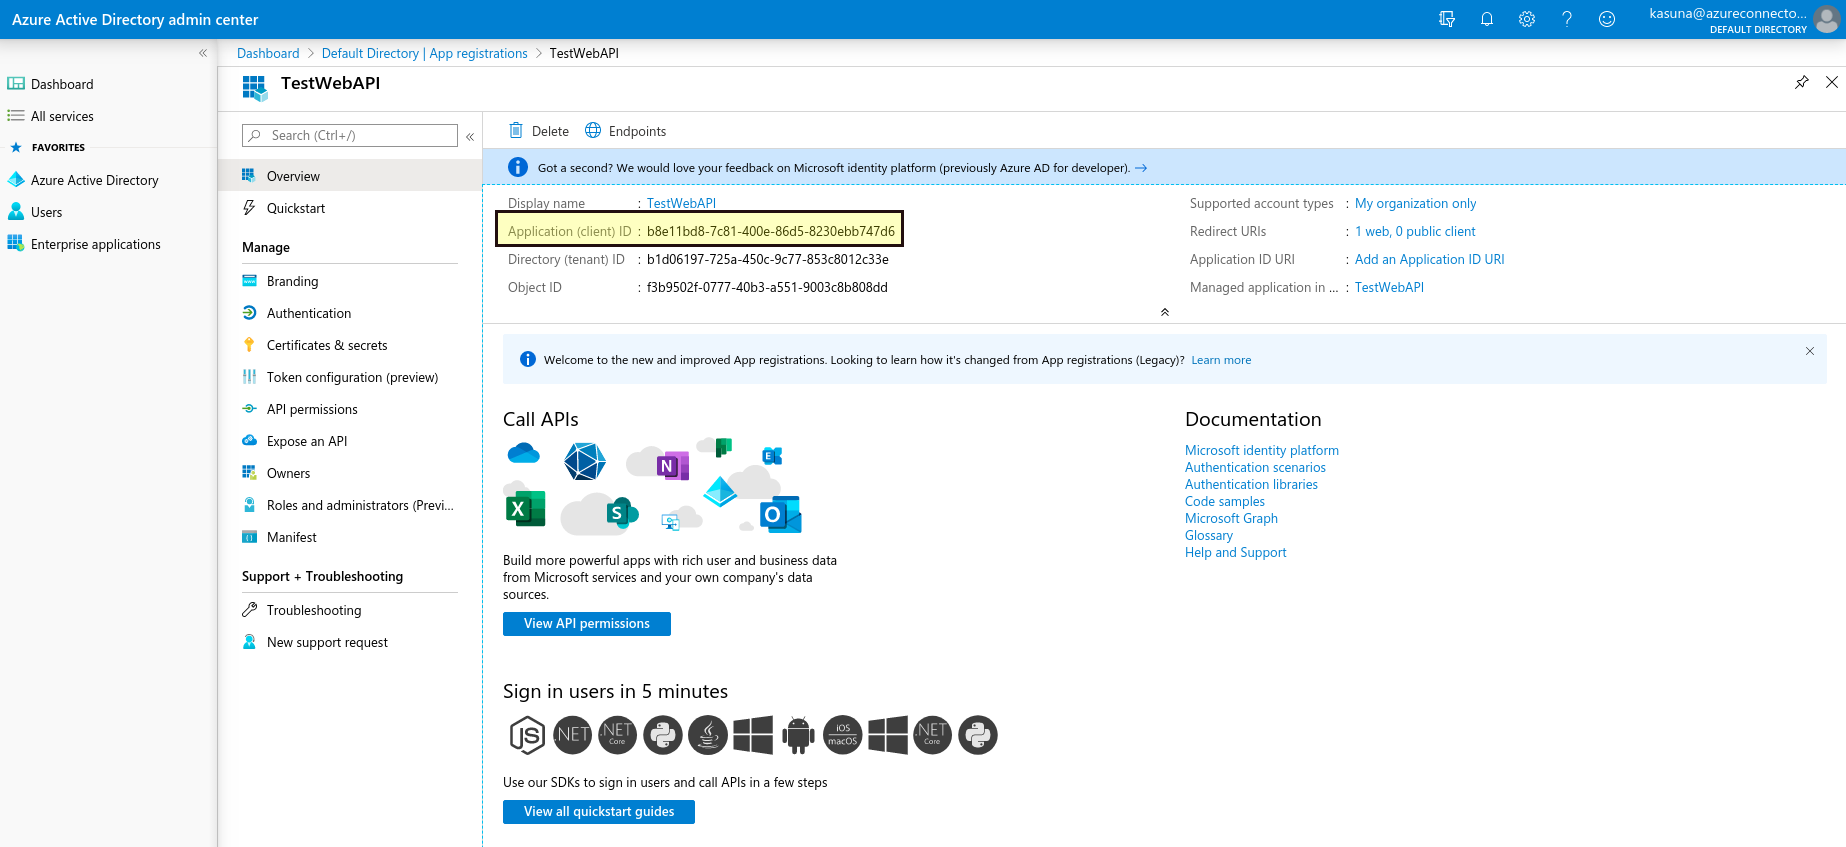 Azure Active Directory admin center
kasuna@azureconnecto...
DEFAULT DIRECTORY
Dashboard
All services
FAVORITES
Azure Active Directory
Users
Enterprise applications
Dashboard > Default Directory | App registrations > TestWebAPI
TestWebAPI
Search (Ctrl+/)
Overview
Quickstart
Manage
Branding
Authentication
Certificates & secrets
Token configuration (preview)
API permissions
Expose an API
Owners
Roles and administrators (Previ...
Manifest
Support + Troubleshooting
Troubleshooting
New support request
Delete Endpoints
Got a second? We would love your feedback on Microsoft identity platform (previously Azure AD for developer). →
Display name : TestWebAPI
Application (client) ID : b8e11bd8-7c81-400e-86d5-8230ebb747d6
Directory (tenant) ID : b1d06197-725a-450c-9c77-853c8012c33e
Object ID : f3b9502f-0777-40b3-a551-9003c8b808dd
Supported account types : My organization only
Redirect URIs : 1 web, 0 public client
Application ID URI : Add an Application ID URI
Managed application in ... : TestWebAPI
Welcome to the new and improved App registrations. Looking to learn how it's changed from App registrations (Legacy)? Learn more
Call APIs
N
E
X
S
O
Build more powerful apps with rich user and business data
from Microsoft services and your own company's data
sources.
View API permissions
Documentation
Microsoft identity platform
Authentication scenarios
Authentication libraries
Code samples
Microsoft Graph
Glossary
Help and Support
Sign in users in 5 minutes
JS .NET .NET Core iOS macOS .NET Core
Use our SDKs to sign in users and call APIs in a few steps
View all quickstart guides